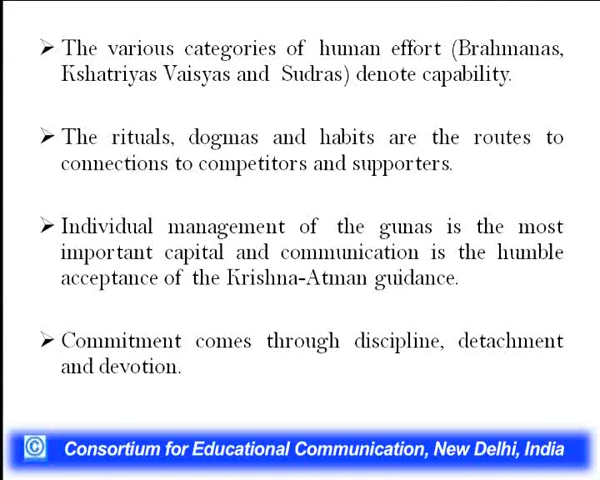 ➢ The various categories of human effort (Brahmanas,
Kshatriyas Vaisyas and Sudras) denote capability.
➢ The rituals, dogmas and habits are the routes to
connections to competitors and supporters.
➢ Individual management of the gunas is the most
important capital and communication is the humble
acceptance of the Krishna-Atman guidance.
➢ Commitment comes through discipline, detachment
and devotion.
© Consortium for Educational Communication, New Delhi, India